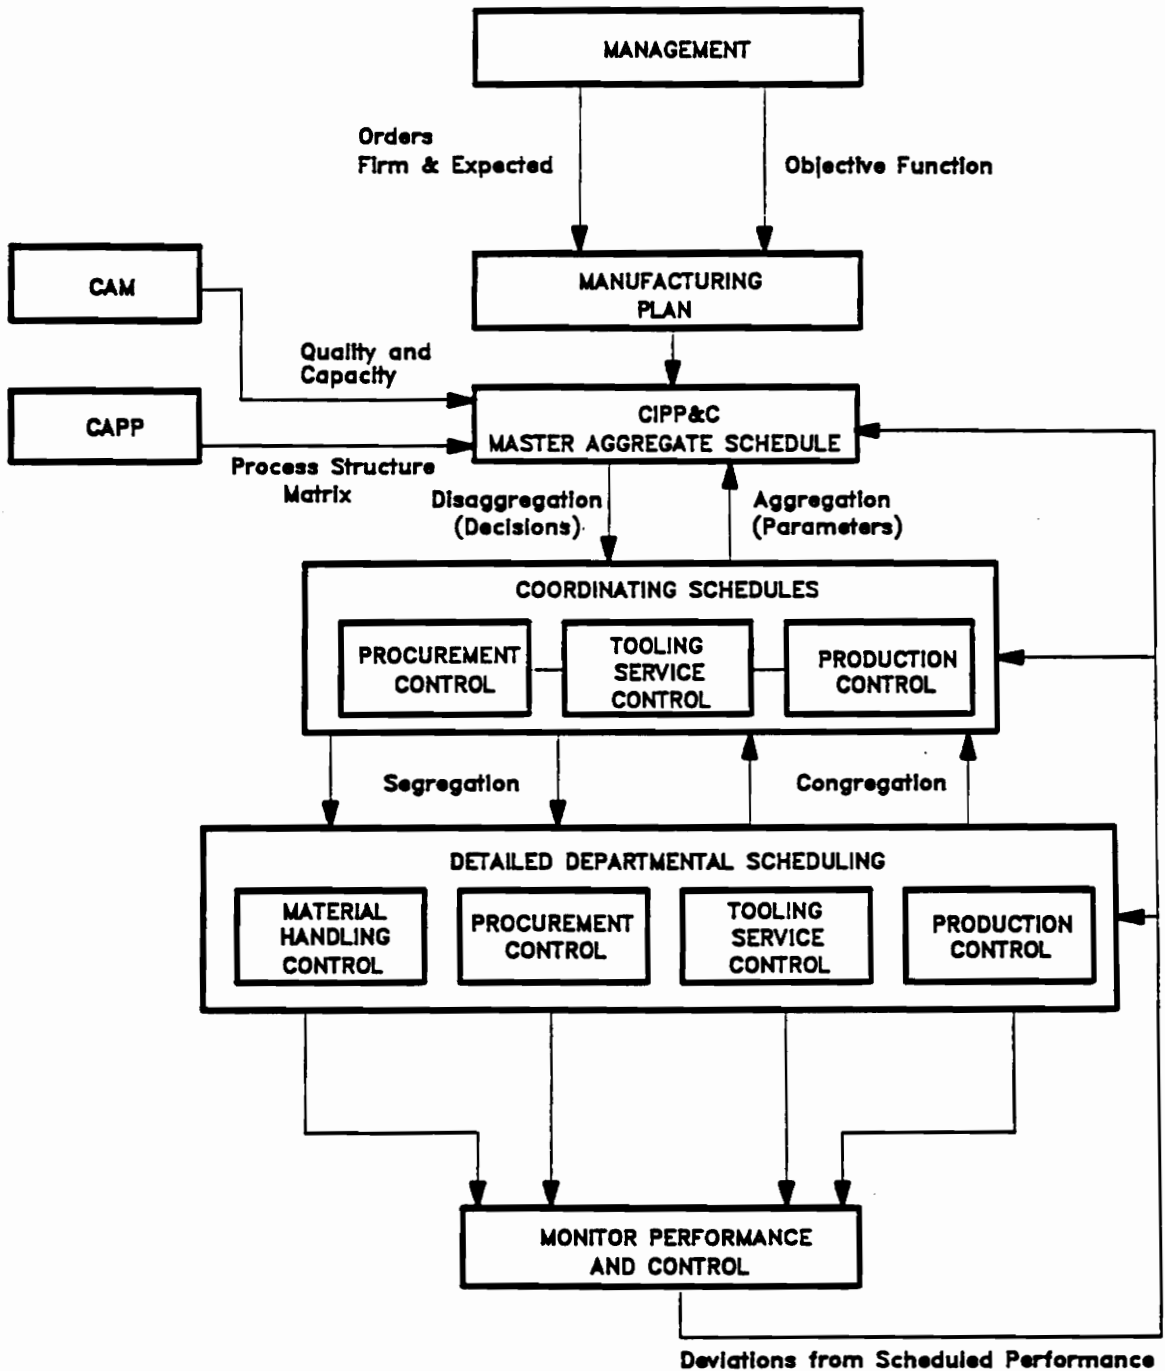 MANAGEMENT
Orders
Firm & Expected
Objective Function
MANUFACTURING
PLAN
CAM
Quality and
Capacity
CAPP
Process Structure
Matrix
CIPP&C
MASTER AGGREGATE SCHEDULE
Disaggregation
(Decisions)
Aggregation
(Parameters)
COORDINATING SCHEDULES
PROCUREMENT
CONTROL
TOOLING
SERVICE
CONTROL
PRODUCTION
CONTROL
Segregation
Congregation
DETAILED DEPARTMENTAL SCHEDULING
MATERIAL
HANDLING
CONTROL
PROCUREMENT
CONTROL
TOOLING
SERVICE
CONTROL
PRODUCTION
CONTROL
MONITOR PERFORMANCE
AND CONTROL
Deviations from Scheduled Performance